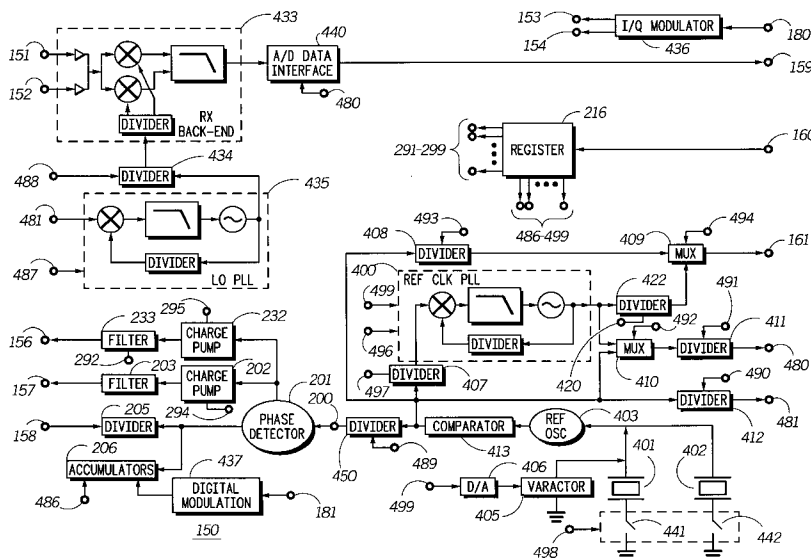 433
440
153
154
I/Q MODULATOR
180
436
151
152
A/D DATA
INTERFACE
159
480
DIVIDER
RX
BACK-END
216
291-299
REGISTER
160
486-499
434
488
DIVIDER
435
481
DIVIDER
487
LO PLL
493
494
408
409
DIVIDER
MUX
161
400
REF CLK PLL
499
422
DIVIDER
491
496
492
DIVIDER
420
MUX
410
DIVIDER
411
480
497
DIVIDER
407
295
232
233
156
FILTER
CHARGE
PUMP
292
203
202
157
FILTER
CHARGE
PUMP
201
294
200
490
DIVIDER
481
412
205
158
DIVIDER
PHASE
DETECTOR
DIVIDER
450
489
COMPARATOR
413
REF
OSC
403
206
ACCUMULATORS
437
486
DIGITAL
MODULATION
181
150
401
402
406
499
D/A
VARACTOR
405
498
441
442